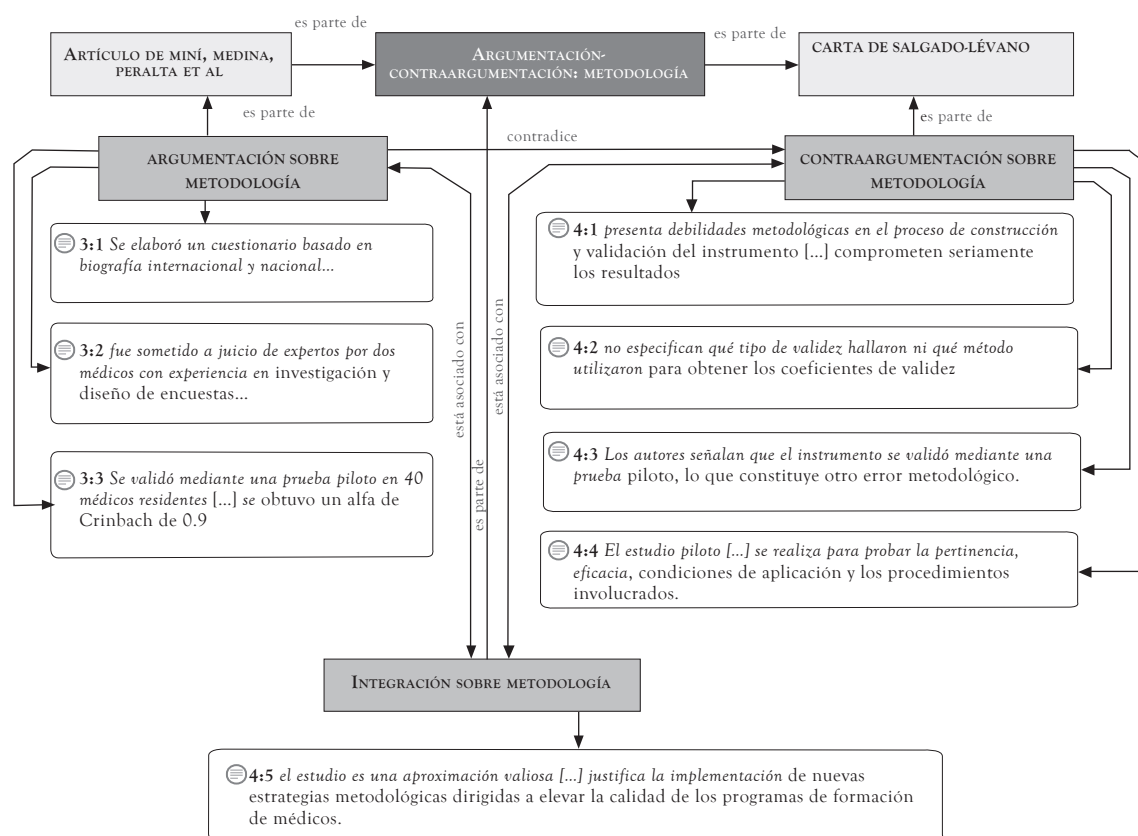 es parte de
es parte de
ARTÍCULO DE MINÍ, MEDINA,
PERALTA ET AL
ARGUMENTACIÓN-
CONTRAARGUMENTACIÓN: METODOLOGÍA
CARTA DE SALGADO-LÉVANO
es parte de
es parte de
contradice
ARGUMENTACIÓN SOBRE
METODOLOGÍA
CONTRAARGUMENTACIÓN SOBRE
METODOLOGÍA
3:1 Se elaboró un cuestionario basado en
biografía internacional y nacional...
3:2 fue sometido a juicio de expertos por dos
médicos con experiencia en investigación y
diseño de encuestas...
3:3 Se validó mediante una prueba piloto en 40
médicos residentes [...] se obtuvo un alfa de
Crinbach de 0.9
está asociado con
es parte de
está asociado con
4:1 presenta debilidades metodológicas en el proceso de construcción
y validación del instrumento [...] comprometen seriamente
los resultados
4:2 no especifican qué tipo de validez hallaron ni qué método
utilizaron para obtener los coeficientes de validez
4:3 Los autores señalan que el instrumento se validó mediante una
prueba piloto, lo que constituye otro error metodológico.
4:4 El estudio piloto [...] se realiza para probar la pertinencia,
eficacia, condiciones de aplicación y los procedimientos
involucrados.
INTEGRACIÓN SOBRE METODOLOGÍA
4:5 el estudio es una aproximación valiosa [...] justifica la implementación de nuevas
estrategias metodológicas dirigidas a elevar la calidad de los programas de formación
de médicos.